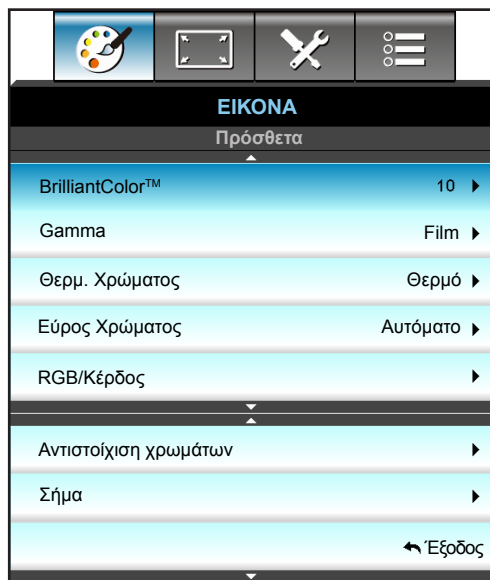 ΕΙΚΟΝΑ
Πρόσθετα
BrilliantColor™ 10
Gamma Film
Θερμ. Χρώματος Θερμό
Εύρος Χρώματος Αυτόματο
RGB/Κέρδος
Αντιστοίχιση χρωμάτων
Σήμα
Έξοδος